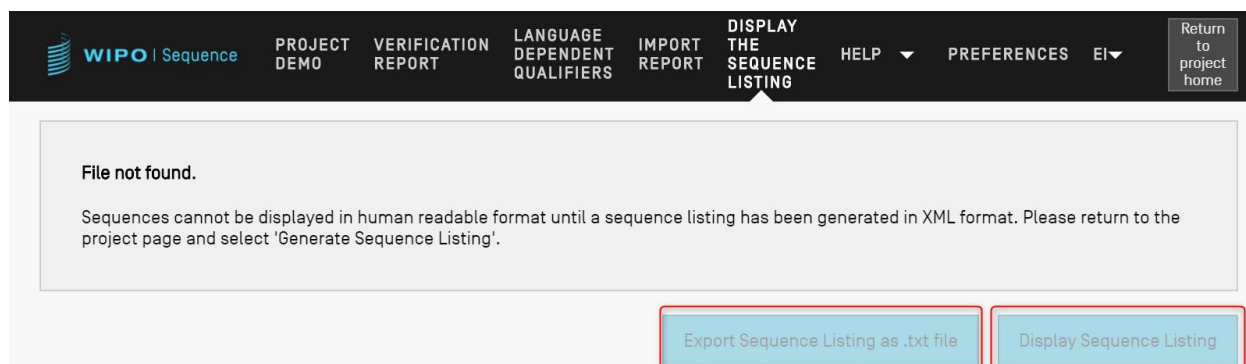 WIPO | Sequence
PROJECT
DEMO
VERIFICATION
REPORT
LANGUAGE
DEPENDENT
QUALIFIERS
IMPORT
REPORT
DISPLAY
THE
SEQUENCE
LISTING
HELP
PREFERENCES
EI
Return
to
project
home
File not found.
Sequences cannot be displayed in human readable format until a sequence listing has been generated in XML format. Please return to the
project page and select 'Generate Sequence Listing'.
Export Sequence Listing as .txt file
Display Sequence Listing